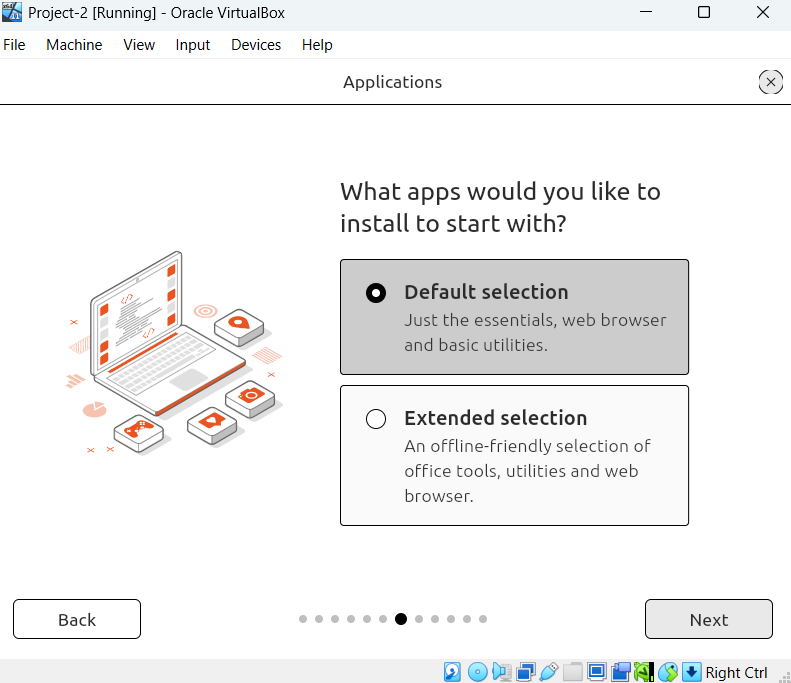 Project-2 [Running] - Oracle VirtualBox
File Machine View Input Devices Help
Applications
What apps would you like to
install to start with?
Default selection
Just the essentials, web browser
and basic utilities.
Extended selection
An offline-friendly selection of
office tools, utilities and web
browser.
Back
Next
Right Ctrl